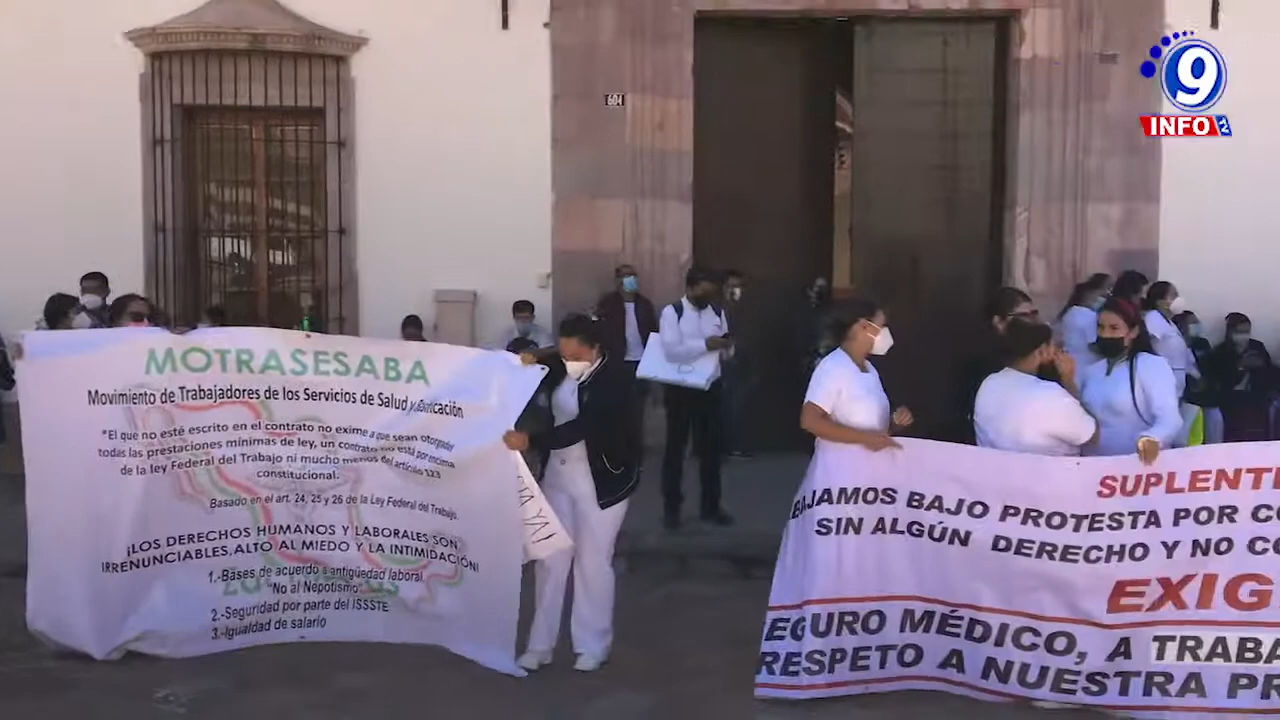 9
INFO TV
604
MOTRASESABA
Movimiento de Trabajadores de los Servicios de Salud y
"El que no esté escrito en el contrato no exime a que sean otorgadas
todas las prestaciones mínimas de ley, un contrato no está por encima
de la ley Federal del Trabajo ni mucho menos del artículo 123
constitucional.
Basado en el art. 24, 25 y 26 de la Ley Federal del Trabajo.
¡LOS DERECHOS HUMANOS Y LABORALES SON
IRRENUNCIABLES, ALTO AL MIEDO Y LA INTIMIDACIÓN!
1.-Bases de acuerdo a antigüedad laboral
"No al Nepotismo"
2.-Seguridad por parte del ISSSTE
3.-Igualdad de salario
TA YA!
SUPLENTE
BAJAMOS BAJO PROTESTA POR CO
SIN ALGÚN DERECHO Y NO CO
EXIG
EGURO MÉDICO, A TRABA
RESPETO A NUESTRA PR